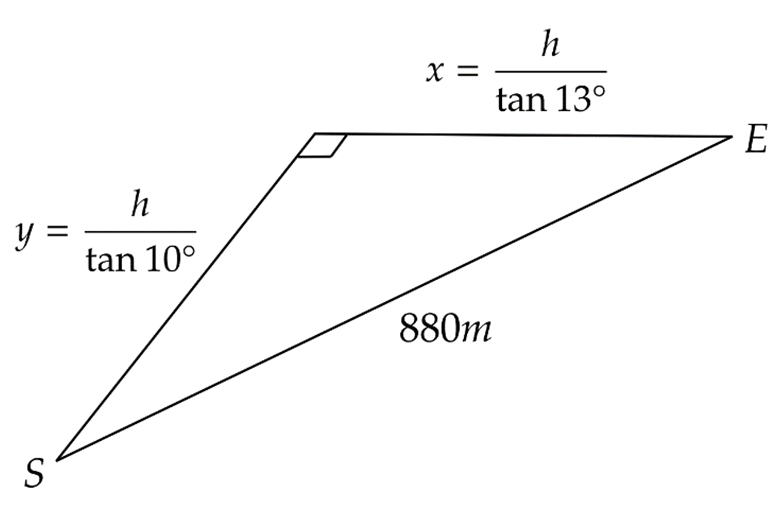 x = h / tan 13°
E
y = h / tan 10°
880m
S